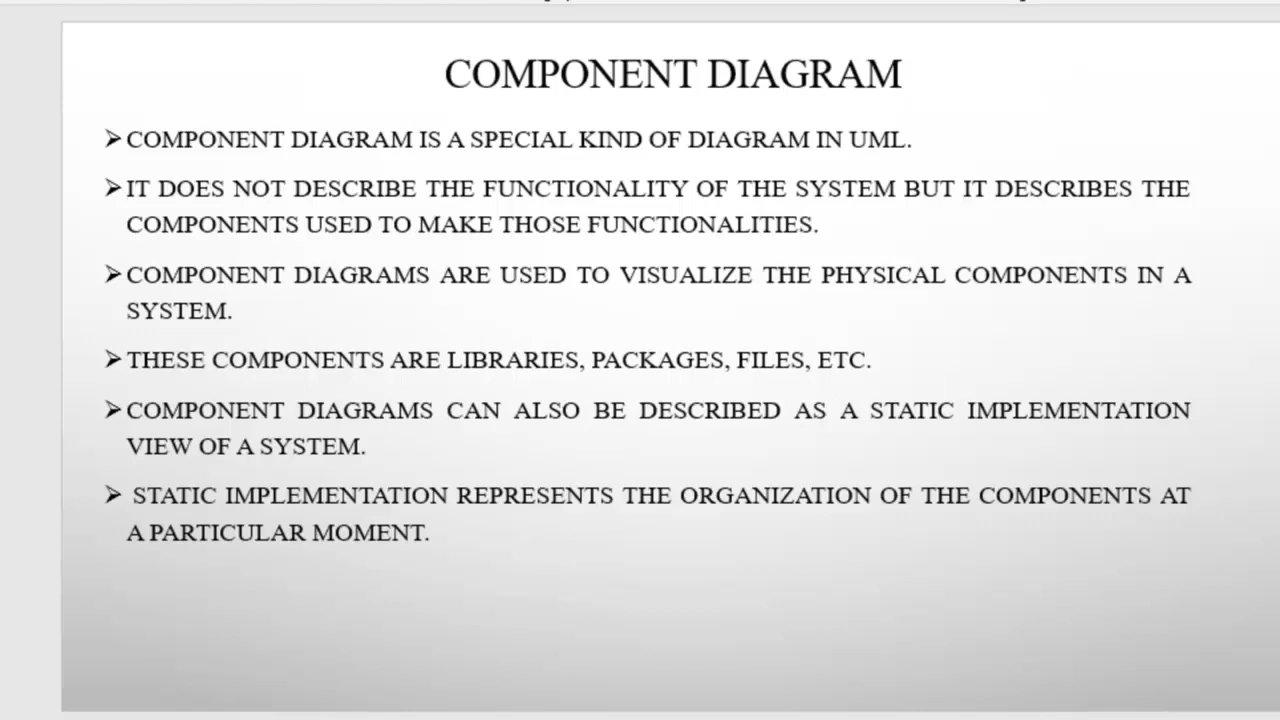 COMPONENT DIAGRAM
➢COMPONENT DIAGRAM IS A SPECIAL KIND OF DIAGRAM IN UML.
➢IT DOES NOT DESCRIBE THE FUNCTIONALITY OF THE SYSTEM BUT IT DESCRIBES THE
COMPONENTS USED TO MAKE THOSE FUNCTIONALITIES.
➢COMPONENT DIAGRAMS ARE USED TO VISUALIZE THE PHYSICAL COMPONENTS IN A
SYSTEM.
➢THESE COMPONENTS ARE LIBRARIES, PACKAGES, FILES, ETC.
➢COMPONENT DIAGRAMS CAN ALSO BE DESCRIBED AS A STATIC IMPLEMENTATION
VIEW OF A SYSTEM.
➢ STATIC IMPLEMENTATION REPRESENTS THE ORGANIZATION OF THE COMPONENTS AT
A PARTICULAR MOMENT.